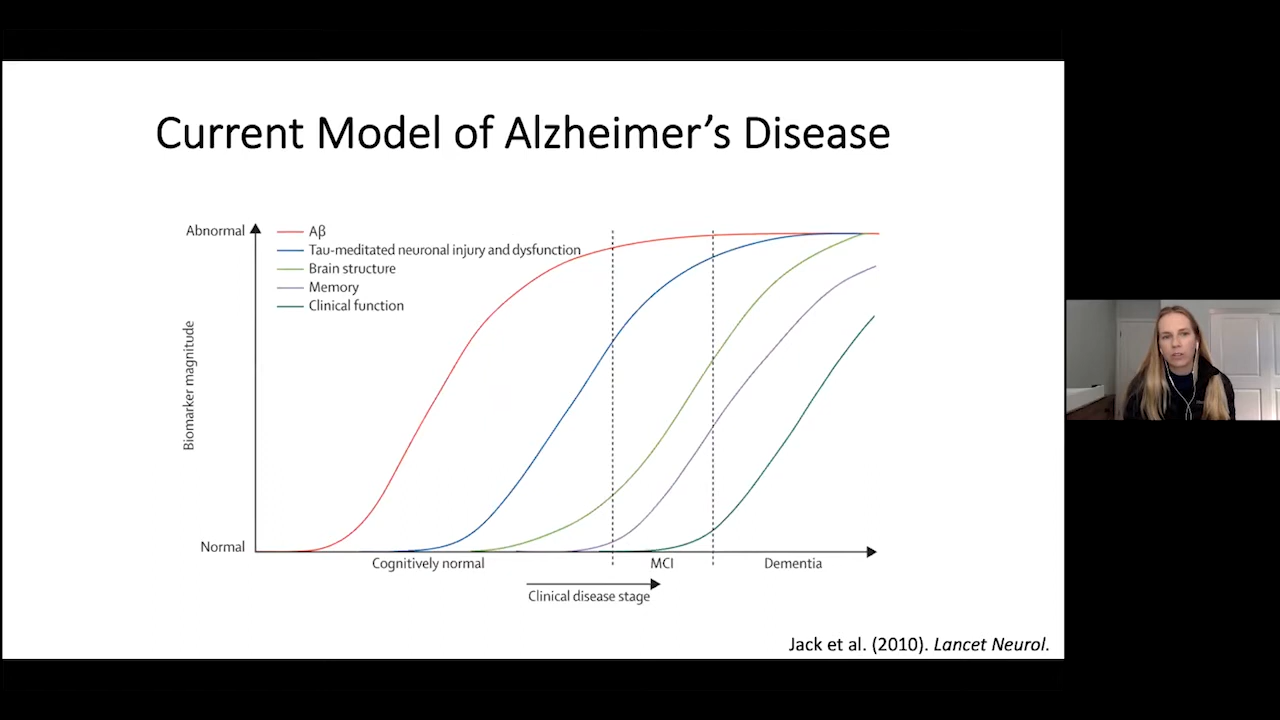 Current Model of Alzheimer's Disease
Abnormal
Aβ
Tau-meditated neuronal injury and dysfunction
Brain structure
Memory
Clinical function
Biomarker magnitude
Normal
Cognitively normal
MCI
Dementia
Clinical disease stage
Jack et al. (2010). Lancet Neurol.